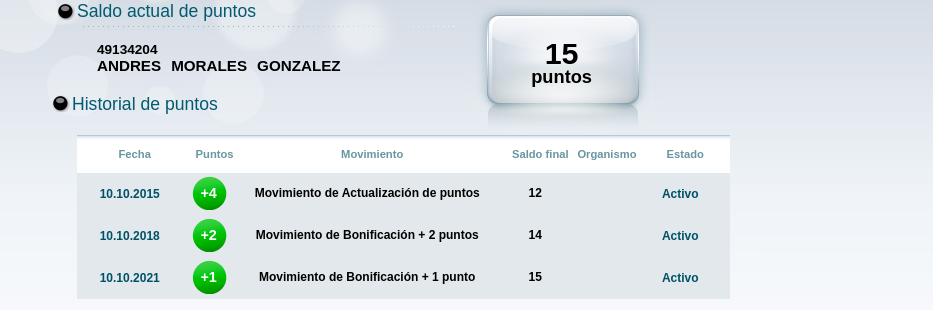 Saldo actual de puntos
49134204
ANDRES MORALES GONZALEZ
15
puntos
Historial de puntos
Fecha Puntos Movimiento Saldo final Organismo Estado
10.10.2015 +4 Movimiento de Actualización de puntos 12 Activo
10.10.2018 +2 Movimiento de Bonificación + 2 puntos 14 Activo
10.10.2021 +1 Movimiento de Bonificación + 1 punto 15 Activo